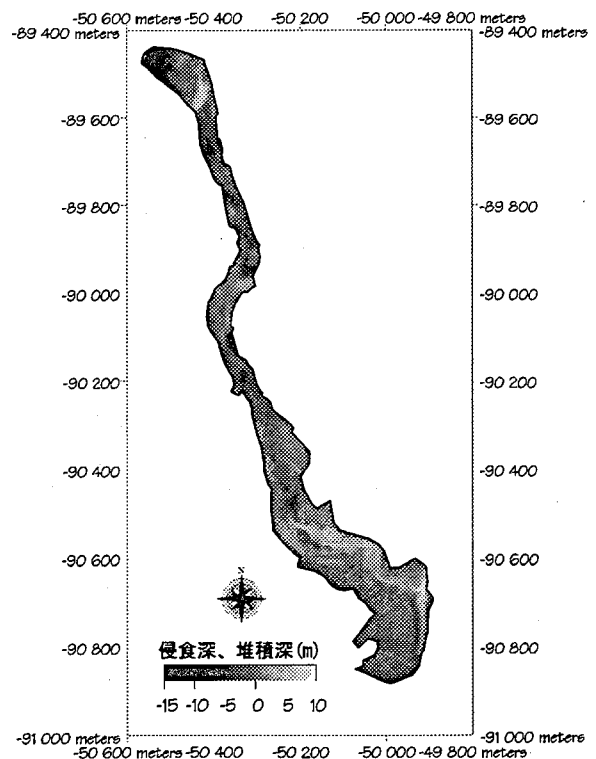 -50 600 meters -50 400 -50 200 -50 000 -49 800 meters
-89 400 meters -89 400 meters
-89 600 -89 600
-89 800 -89 800
-90 000 -90 000
-90 200 -90 200
-90 400 -90 400
-90 600 -90 600
N
-90 800 -90 800
侵食深、堆積深(m)
-15 -10 -5 0 5 10
-91 000 meters -91 000 meters
-50 600 meters -50 400 -50 200 -50 000 -49 800 meters